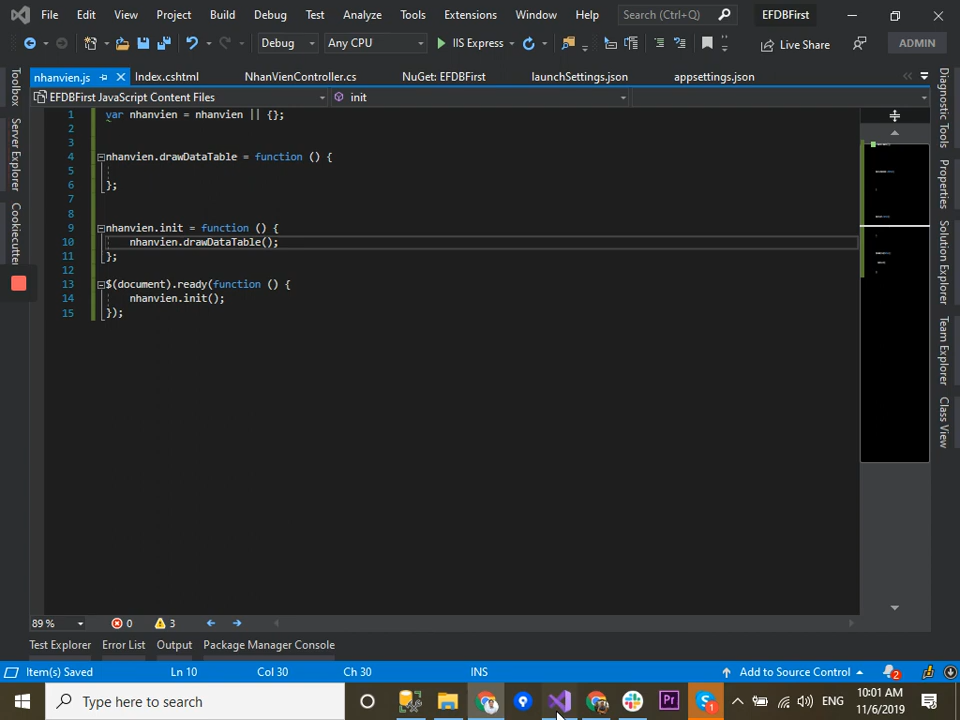 File Edit View Project Build Debug Test Analyze Tools Extensions Window Help Search (Ctrl+Q) EFDBFirst
Debug Any CPU IIS Express Live Share ADMIN
nhanvien.js Index.cshtml NhanVienController.cs NuGet: EFDBFirst launchSettings.json appsettings.json
EFDBFirst JavaScript Content Files init
Toolbox
Server Explorer
Cookiecutter
1 var nhanvien = nhanvien || {};
2
3
4 nhanvien.drawDataTable = function () {
5
6 };
7
8
9 nhanvien.init = function () {
10 nhanvien.drawDataTable();
11 };
12
13 $(document).ready(function () {
14 nhanvien.init();
15 });
Diagnostic Tools
Properties
Solution Explorer
Team Explorer
Class View
89 % 0 3
Test Explorer Error List Output Package Manager Console
Item(s) Saved Ln 10 Col 30 Ch 30 INS Add to Source Control 2
Type here to search Pr S 1 ENG 10:01 AM
11/6/2019